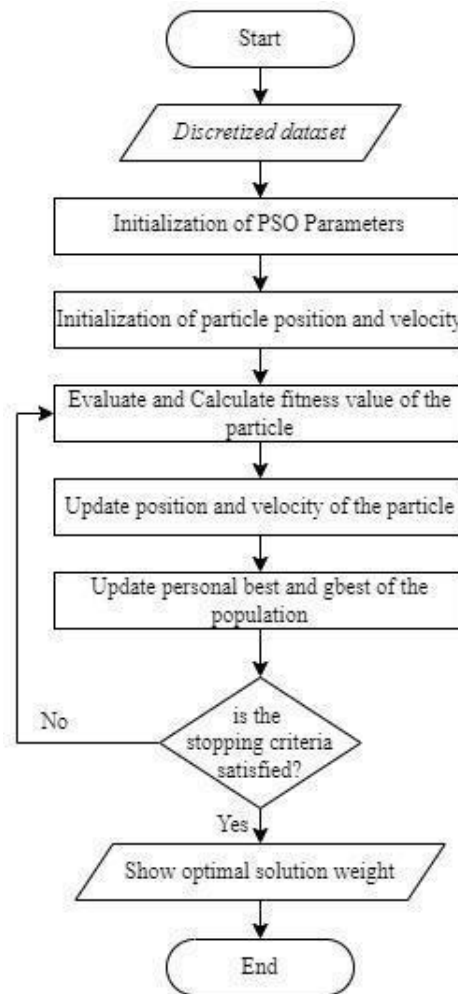 Start
Discretized dataset
Initialization of PSO Parameters
Initialization of particle position and velocity
Evaluate and Calculate fitness value of the
particle
Update position and velocity of the particle
Update personal best and gbest of the
population
is the
stopping criteria
satisfied?
No
Yes
Show optimal solution weight
End